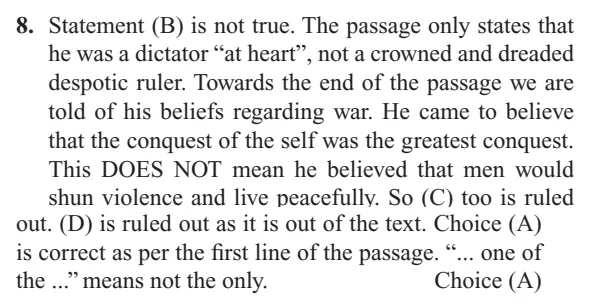 8. Statement (B) is not true. The passage only states that
he was a dictator “at heart”, not a crowned and dreaded
despotic ruler. Towards the end of the passage we are
told of his beliefs regarding war. He came to believe
that the conquest of the self was the greatest conquest.
This DOES NOT mean he believed that men would
shun violence and live peacefully. So (C) too is ruled
out. (D) is ruled out as it is out of the text. Choice (A)
is correct as per the first line of the passage. “... one of
the ...” means not the only. Choice (A)